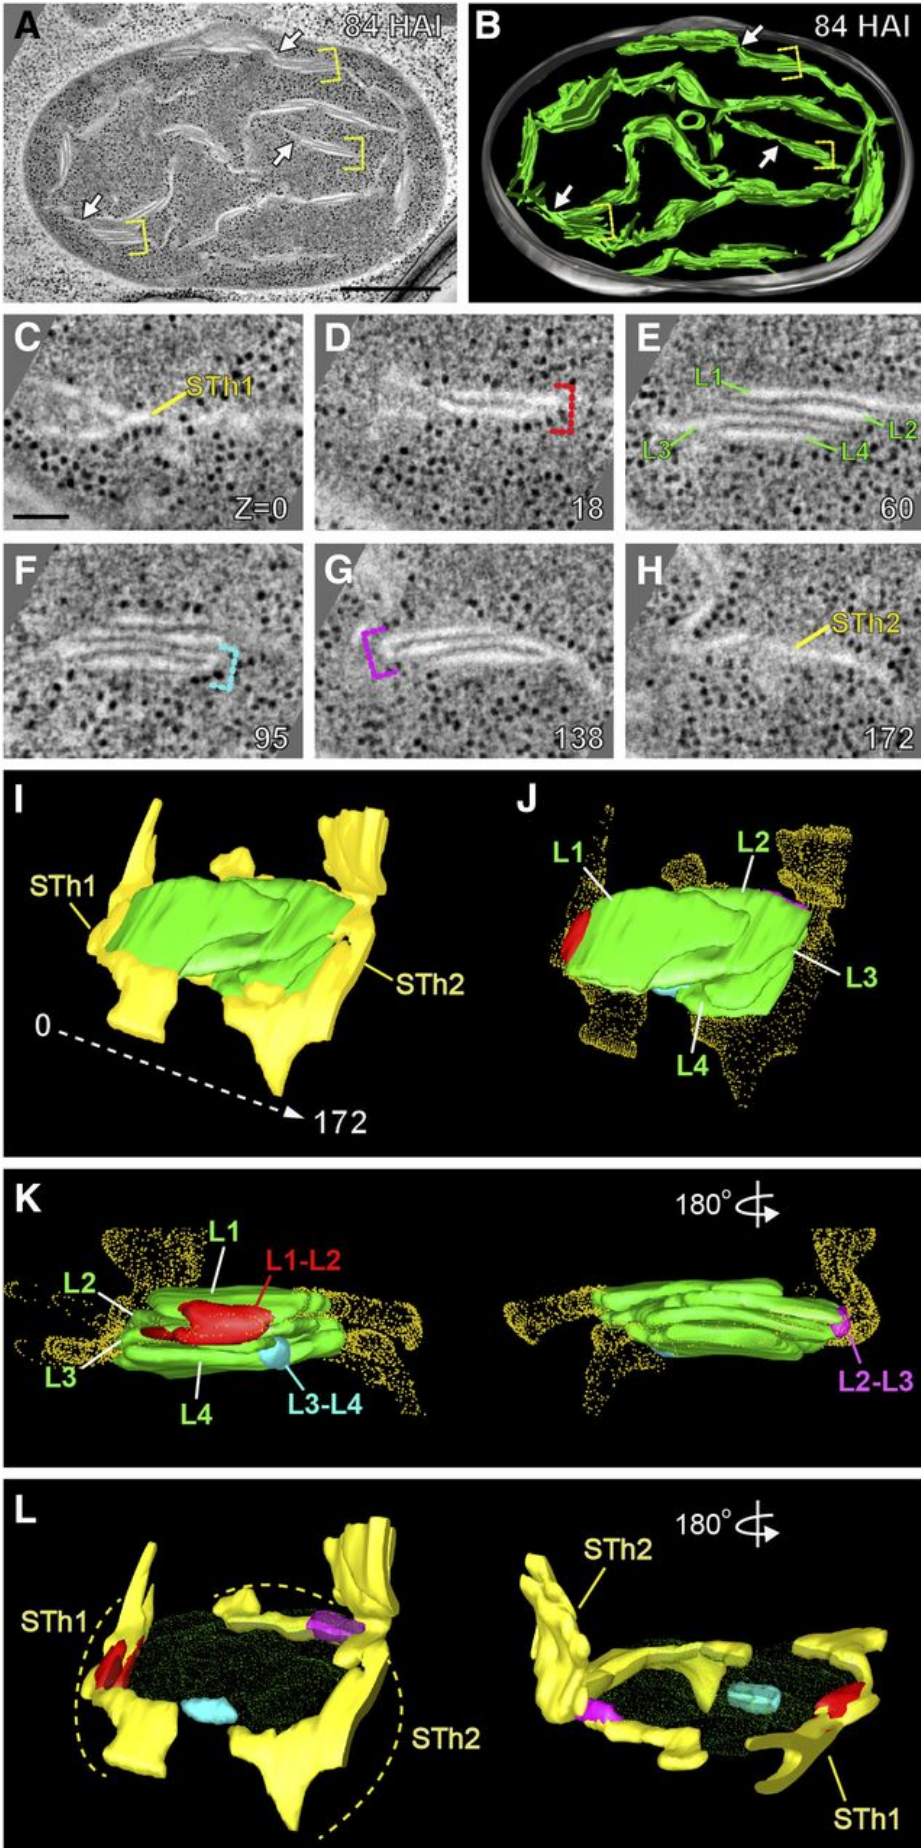 A
84 HAI
B
84 HAI
C
STh1
Z=0
D
18
E
L1
L2
L3
L4
60
F
95
G
138
H
STh2
172
I
STh1
STh2
0
172
J
L1
L2
L3
L4
K
180°
L1
L1-L2
L2
L3
L4
L3-L4
L2-L3
L
180°
STh2
STh1
STh2
STh1